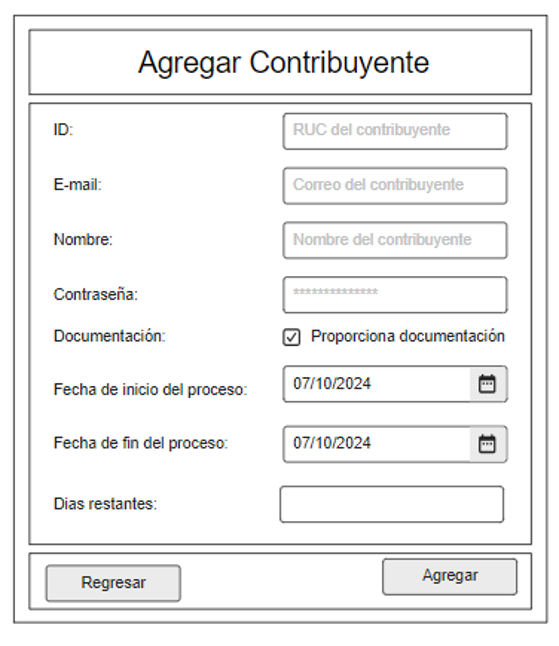 Agregar Contribuyente
ID: RUC del contribuyente
E-mail: Correo del contribuyente
Nombre: Nombre del contribuyente
Contraseña: **************
Documentación: Proporciona documentación
Fecha de inicio del proceso: 07/10/2024
Fecha de fin del proceso: 07/10/2024
Dias restantes:
Regresar Agregar